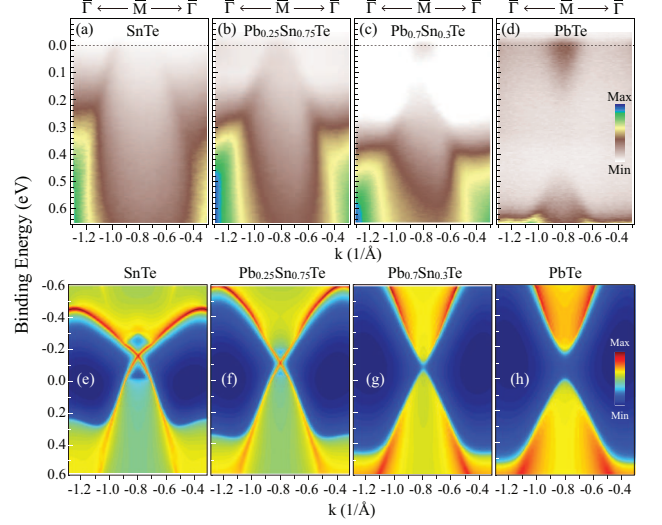 Γ̄ ← M̄ → Γ̄ Γ̄ ← M̄ → Γ̄ Γ̄ ← M̄ → Γ̄ Γ̄ ← M̄ → Γ̄
(a) SnTe (b) Pb0.25Sn0.75Te (c) Pb0.7Sn0.3Te (d) PbTe
0.0
0.1
0.2
0.3
0.4
0.5
0.6
Max
Min
-1.2 -1.0 -0.8 -0.6 -0.4 -1.2 -1.0 -0.8 -0.6 -0.4 -1.2 -1.0 -0.8 -0.6 -0.4 -1.2 -1.0 -0.8 -0.6 -0.4
k (1/Å)
Binding Energy (eV)
SnTe Pb0.25Sn0.75Te Pb0.7Sn0.3Te PbTe
-0.6
-0.4
-0.2
0.0
0.2
0.4
0.6
(e) (f) (g) (h)
Max
Min
-1.2 -1.0 -0.8 -0.6 -0.4 -1.2 -1.0 -0.8 -0.6 -0.4 -1.2 -1.0 -0.8 -0.6 -0.4 -1.2 -1.0 -0.8 -0.6 -0.4
k (1/Å)